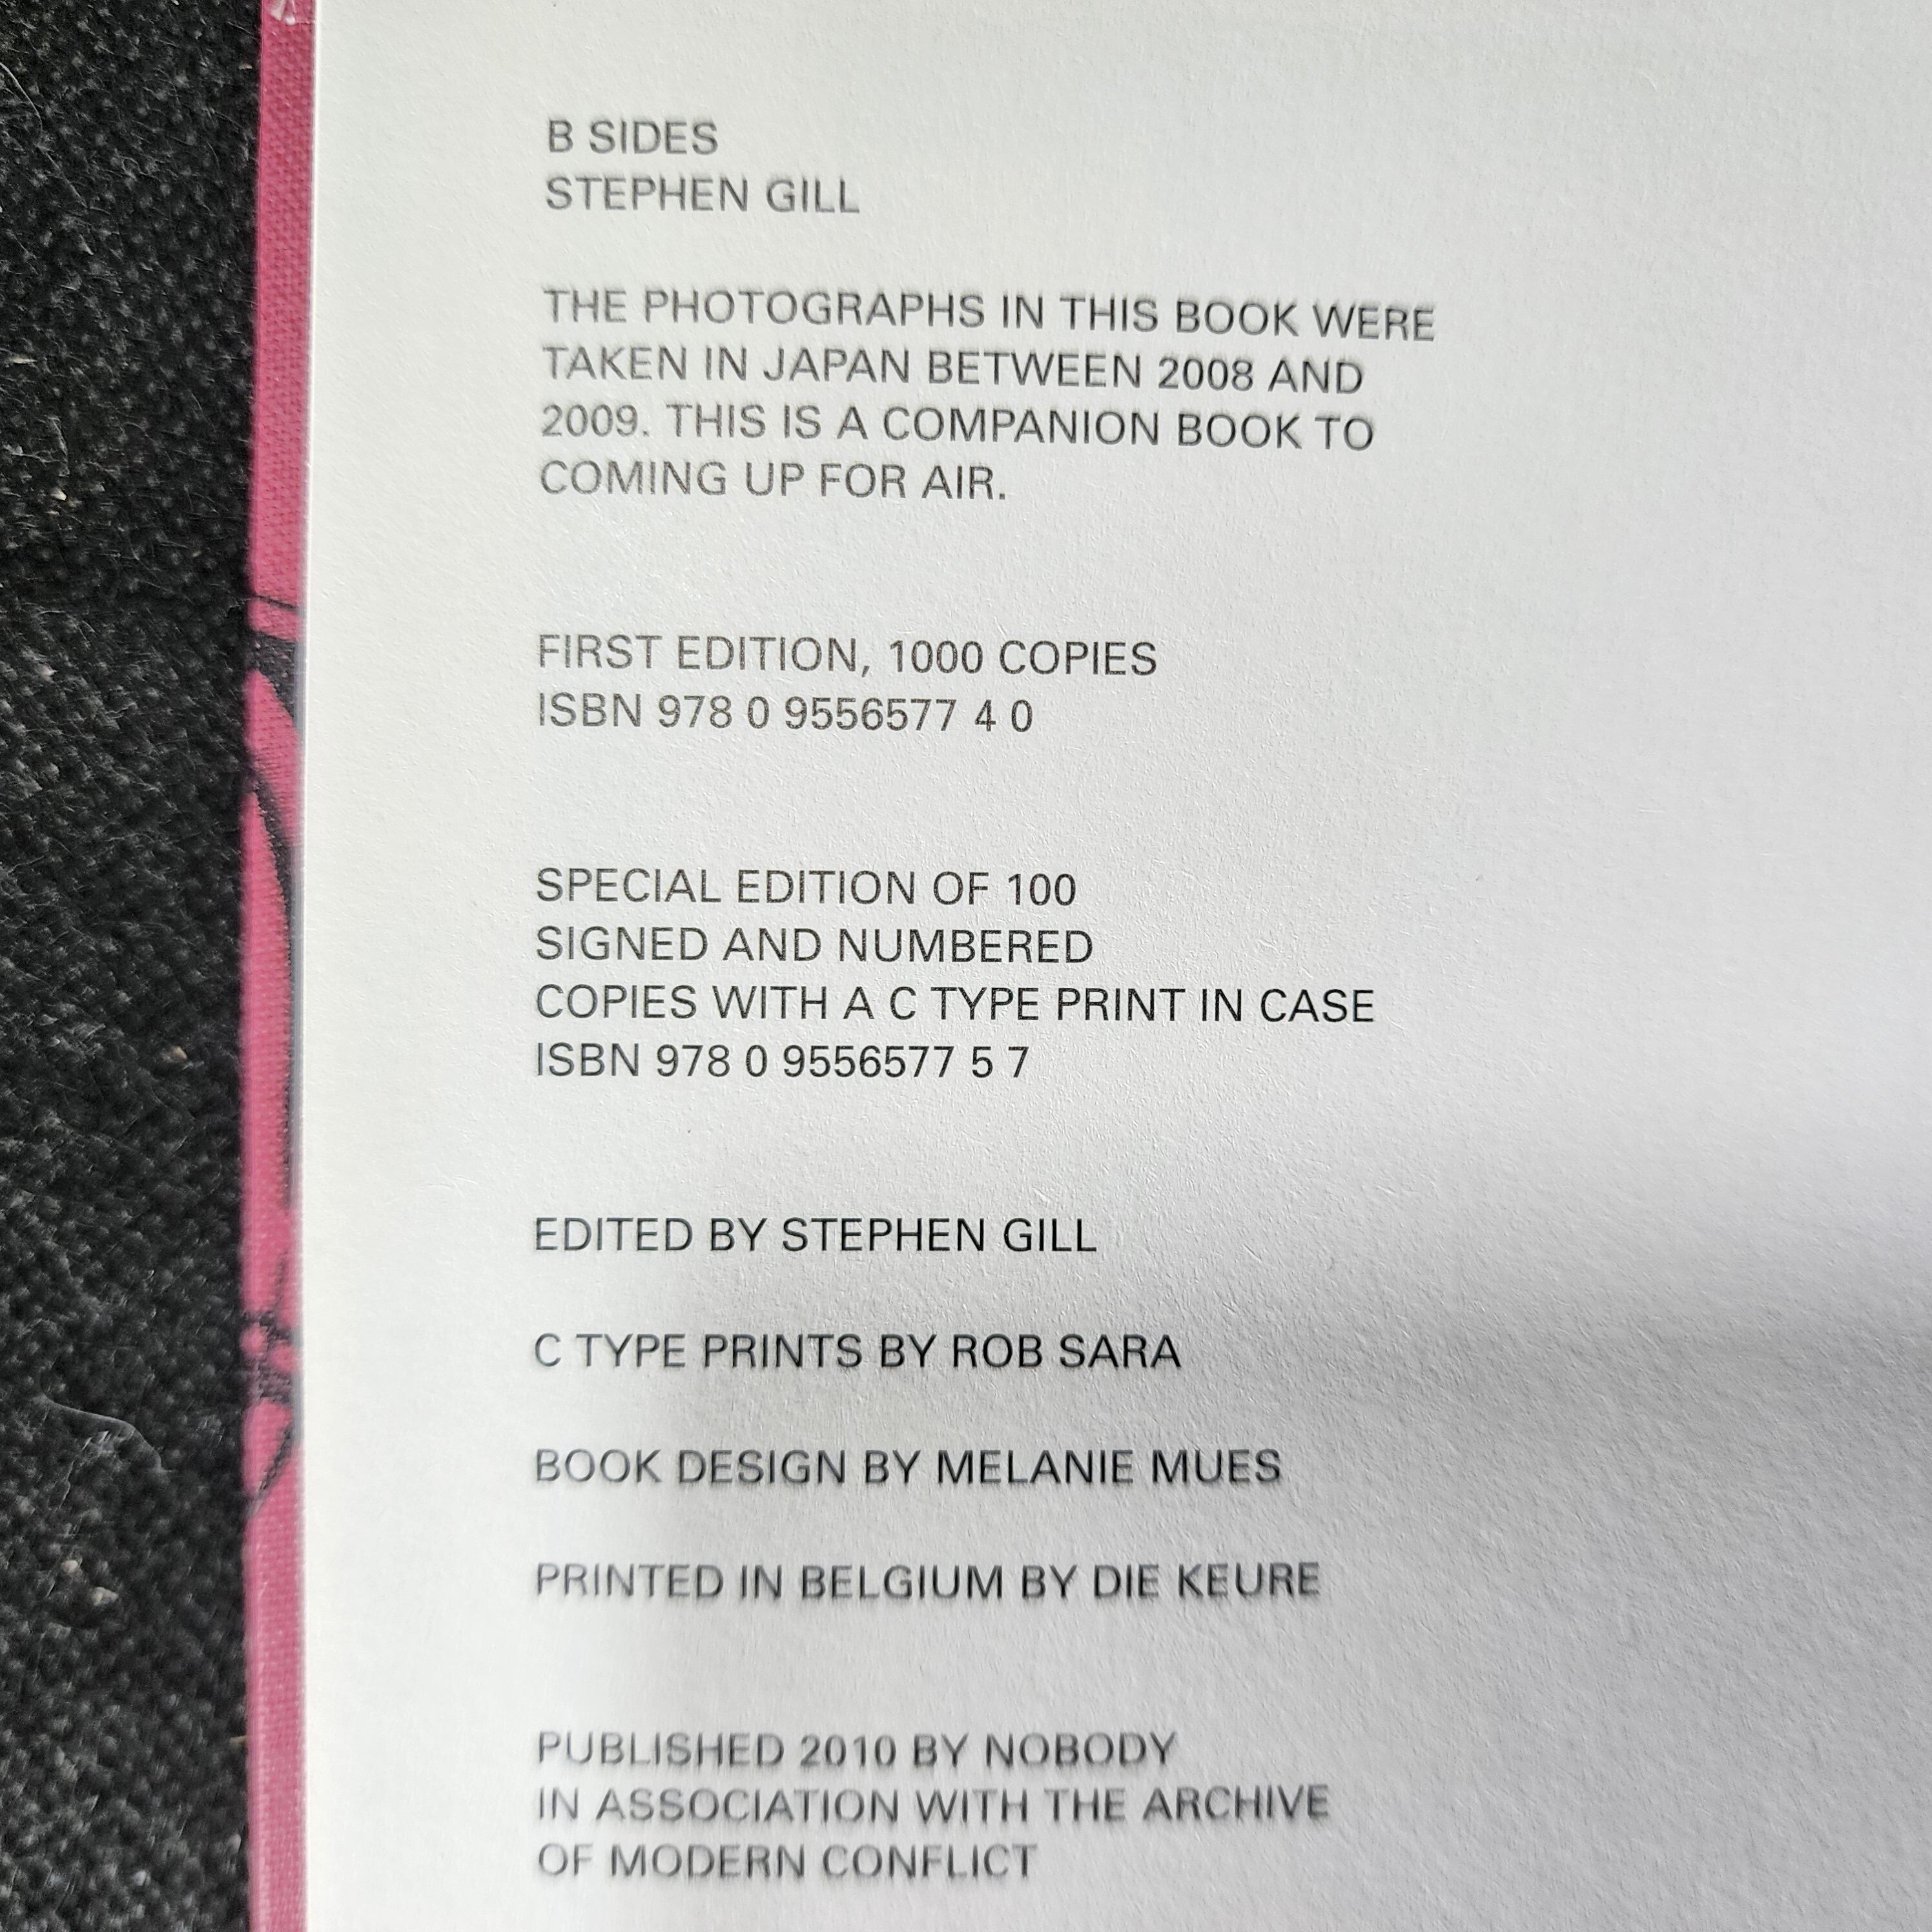 B SIDES
STEPHEN GILL
THE PHOTOGRAPHS IN THIS BOOK WERE
TAKEN IN JAPAN BETWEEN 2008 AND
2009. THIS IS A COMPANION BOOK TO
COMING UP FOR AIR.
FIRST EDITION, 1000 COPIES
ISBN 978 0 9556577 4 0
SPECIAL EDITION OF 100
SIGNED AND NUMBERED
COPIES WITH A C TYPE PRINT IN CASE
ISBN 978 0 9556577 5 7
EDITED BY STEPHEN GILL
C TYPE PRINTS BY ROB SARA
BOOK DESIGN BY MELANIE MUES
PRINTED IN BELGIUM BY DIE KEURE
PUBLISHED 2010 BY NOBODY
IN ASSOCIATION WITH THE ARCHIVE
OF MODERN CONFLICT